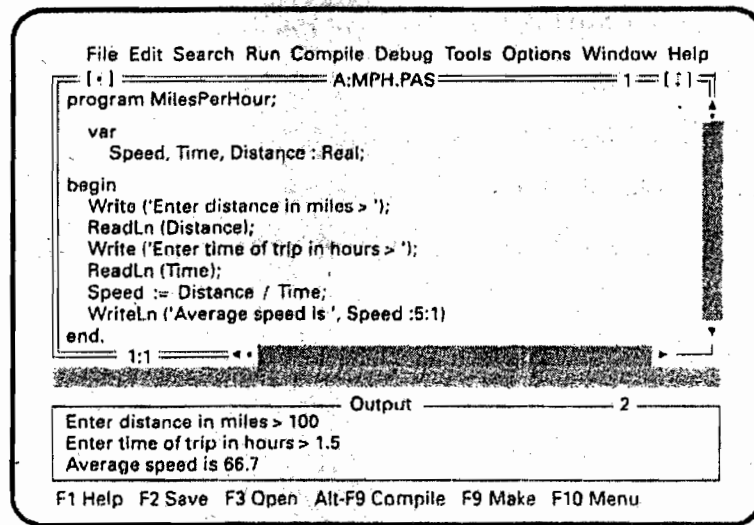 File Edit Search Run Compile Debug Tools Options Window Help
[▪] A:MPH.PAS 1 [↕]
program MilesPerHour;
var
Speed, Time, Distance : Real;
begin
Write ('Enter distance in miles > ');
ReadLn (Distance);
Write ('Enter time of trip in hours > ');
ReadLn (Time);
Speed := Distance / Time;
WriteLn ('Average speed is ', Speed :5:1)
end.
1:1
Output 2
Enter distance in miles > 100
Enter time of trip in hours > 1.5
Average speed is 66.7
F1 Help F2 Save F3 Open Alt-F9 Compile F9 Make F10 Menu